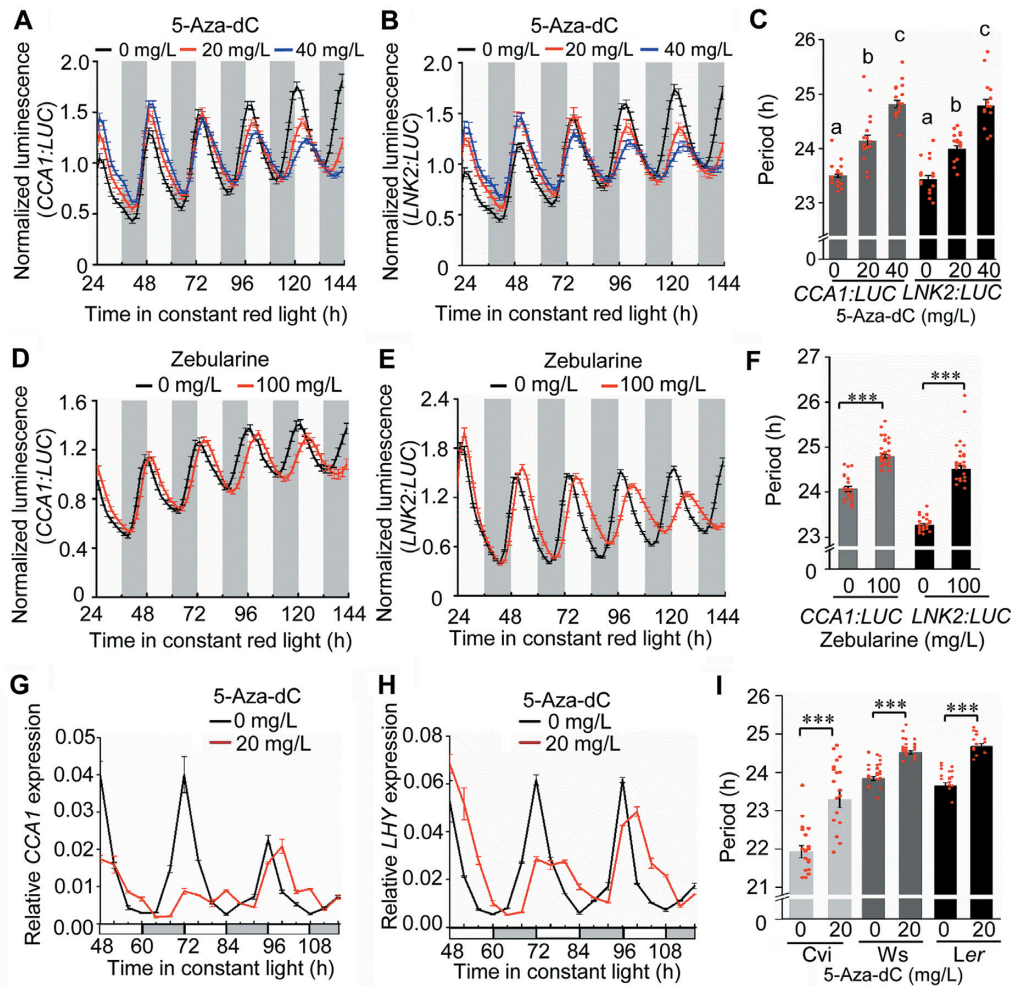 A
5-Aza-dC
0 mg/L 20 mg/L 40 mg/L
Normalized luminescence
(CCA1:LUC)
2.0
1.5
1.0
0.5
0
24 48 72 96 120 144
Time in constant red light (h)
B
5-Aza-dC
0 mg/L 20 mg/L 40 mg/L
Normalized luminescence
(LNK2:LUC)
2.0
1.5
1.0
0.5
0
24 48 72 96 120 144
Time in constant red light (h)
C
Period (h)
26
25
24
23
0
a b c a b c
0 20 40 0 20 40
CCA1:LUC LNK2:LUC
5-Aza-dC (mg/L)
D
Zebularine
0 mg/L 100 mg/L
Normalized luminescence
(CCA1:LUC)
1.6
1.2
0.8
0.4
0
24 48 72 96 120 144
Time in constant red light (h)
E
Zebularine
0 mg/L 100 mg/L
Normalized luminescence
(LNK2:LUC)
2.4
1.8
1.2
0.6
0
24 48 72 96 120 144
Time in constant red light (h)
F
Period (h)
27
26
25
24
23
0
*** ***
0 100 0 100
CCA1:LUC LNK2:LUC
Zebularine (mg/L)
G
5-Aza-dC
0 mg/L
20 mg/L
Relative CCA1 expression
0.05
0.04
0.03
0.02
0.01
0.00
48 60 72 84 96 108
Time in constant light (h)
H
5-Aza-dC
0 mg/L
20 mg/L
Relative LHY expression
0.08
0.06
0.04
0.02
0.00
48 60 72 84 96 108
Time in constant light (h)
I
Period (h)
26
25
24
22
21
0
*** *** ***
0 20 0 20 0 20
Cvi Ws Ler
5-Aza-dC (mg/L)